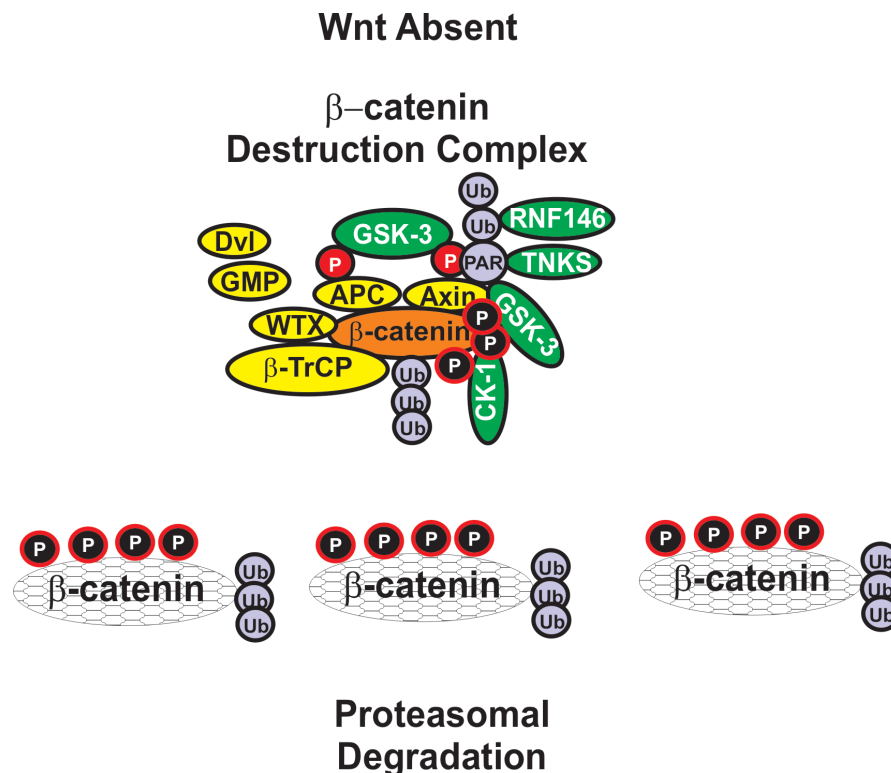 Wnt Absent
β–catenin
Destruction Complex
Ub
Ub
RNF146
GSK-3
Dvl
P
P
PAR
TNKS
GMP
APC
Axin
GSK-3
WTX
β-catenin
P
P
β-TrCP
P
Ub
CK-1
Ub
Ub
P
P
P
P
β-catenin
Ub
Ub
Ub
P
P
P
P
β-catenin
Ub
Ub
Ub
P
P
P
P
β-catenin
Ub
Ub
Ub
Proteasomal
Degradation